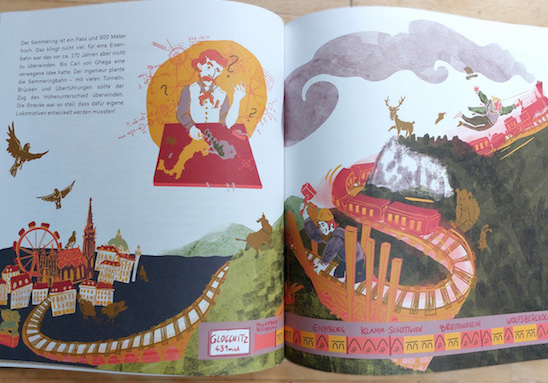 Der Semmering ist ein Pass und 900 Meter
hoch. Das klingt nicht viel, für eine Eisen-
bahn war das vor ca. 170 Jahren aber nicht
zu überwinden. Bis Carl von Ghega eine
verwegene Idee hatte. Der Ingenieur plante
die Semmeringbahn – mit vielen Tunneln,
Brücken und Überführungen sollte der
Zug den Höhenunterschied überwinden.
Die Strecke war so steil, dass dafür eigene
Lokomotiven entwickelt werden mussten!
?
?
?
GLOGGNITZ
439m
EICHBERG
KLAMM-SCHOTTWIEN
BREITENSTEIN
WOLFSBERGKO